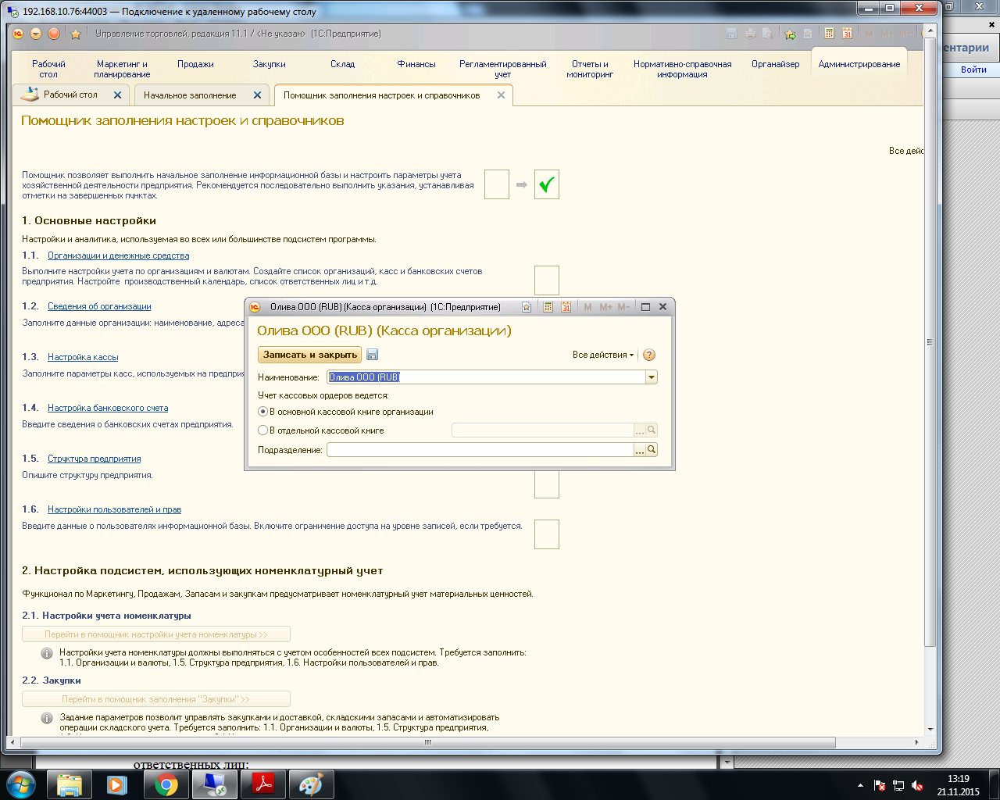 192.168.10.76:44003 — Подключение к удаленному рабочему столу
Управление торговлей, редакция 11.1 / <Не указан> (1С:Предприятие)
M M+ M-
ентарии
Войти
Рабочий стол
Маркетинг и планирование
Продажи
Закупки
Склад
Финансы
Регламентированный учет
Отчеты и мониторинг
Нормативно-справочная информация
Органайзер
Администрирование
Рабочий стол
Начальное заполнение
Помощник заполнения настроек и справочников
Помощник заполнения настроек и справочников
Все дейс
Помощник позволяет выполнить начальное заполнение информационной базы и настроить параметры учета
хозяйственной деятельности предприятия. Рекомендуется последовательно выполнить указания, устанавливая
отметки на завершенных пунктах.
1. Основные настройки
Настройки и аналитика, используемая во всех или большинстве подсистем программы.
1.1. Организации и денежные средства
Выполните настройки учета по организациям и валютам. Создайте список организаций, касс и банковских счетов
предприятия. Настройте производственный календарь, список ответственных лиц и т.д.
1.2. Сведения об организации
Заполните данные организации: наименование, адреса
1.3. Настройка кассы
Заполните параметры касс, используемых на предпри
1.4. Настройка банковского счета
Введите сведения о банковских счетах предприятия.
1.5. Структура предприятия
Опишите структуру предприятия.
1.6. Настройки пользователей и прав
Введите данные о пользователях информационной базы. Включите ограничение доступа на уровне записей, если требуется.
Олива ООО (RUB) (Касса организации) (1С:Предприятие)
M M+ M-
Олива ООО (RUB) (Касса организации)
Записать и закрыть
Все действия
Наименование: Олива ООО (RUB)
Учет кассовых ордеров ведется:
В основной кассовой книге организации
В отдельной кассовой книге
Подразделение:
2. Настройка подсистем, использующих номенклатурный учет
Функционал по Маркетингу, Продажам, Запасам и закупкам предусматривает номенклатурный учет материальных ценностей.
2.1. Настройки учета номенклатуры
Перейти в помощник настройки учета номенклатуры >>
Настройки учета номенклатуры должны выполняться с учетом особенностей всех подсистем. Требуется заполнить:
1.1. Организации и валюты, 1.5. Структура предприятия, 1.6. Настройки пользователей и прав.
2.2. Закупки
Перейти в помощник заполнения "Закупки" >>
Задание параметров позволит управлять закупками и доставкой, складскими запасами и автоматизировать
операции складского учета. Требуется заполнить: 1.1. Организации и валюты, 1.5. Структура предприятия,
ответственных лиц:
13:19
21.11.2015